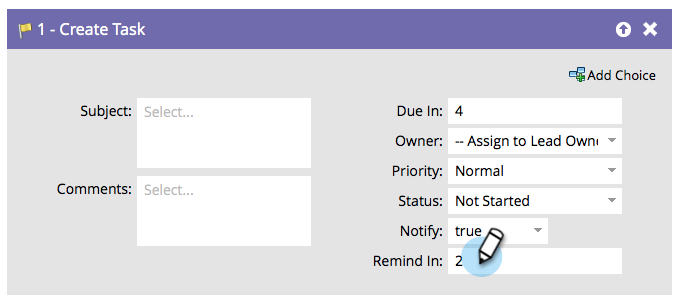 1 - Create Task
Add Choice
Subject: Select...
Comments: Select...
Due In: 4
Owner: -- Assign to Lead Owne
Priority: Normal
Status: Not Started
Notify: true
Remind In: 2